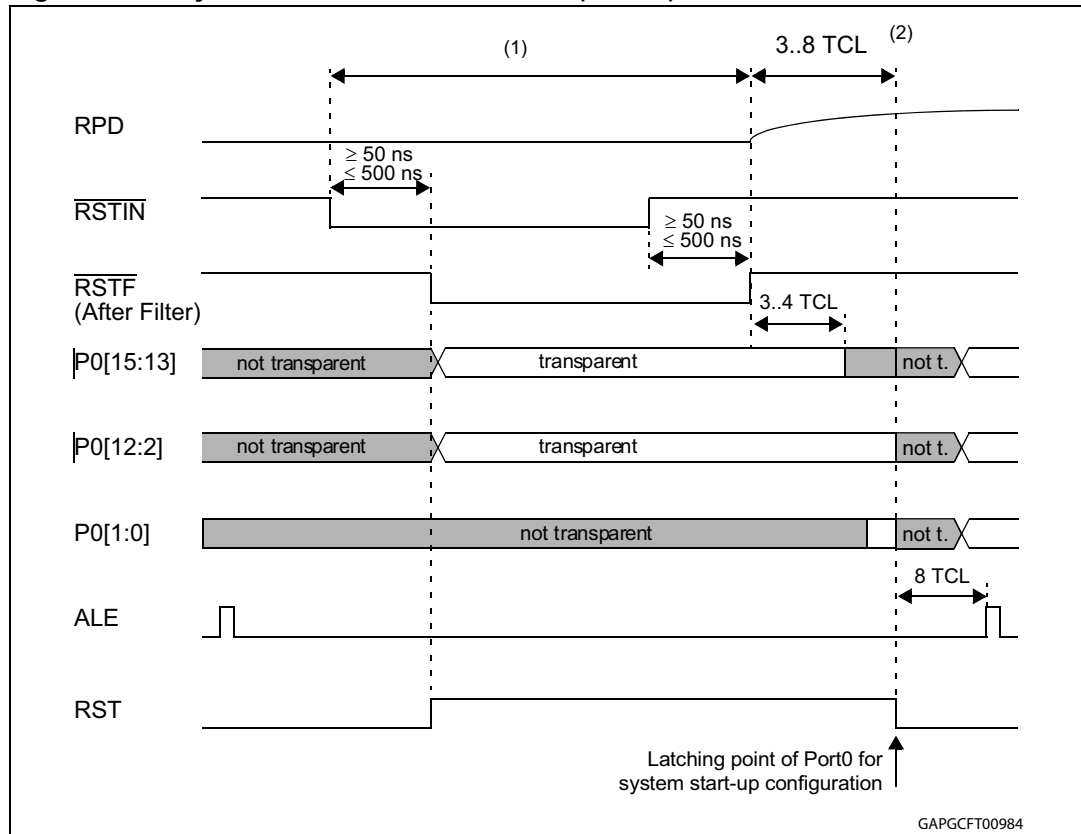 (1)
3..8 TCL (2)
RPD
≥ 50 ns
≤ 500 ns
RSTIN
≥ 50 ns
≤ 500 ns
RSTF
(After Filter)
3..4 TCL
P0[15:13]
not transparent
transparent
not t.
P0[12:2]
not transparent
transparent
not t.
P0[1:0]
not transparent
not t.
8 TCL
ALE
RST
Latching point of Port0 for
system start-up configuration
GAPGCFT00984